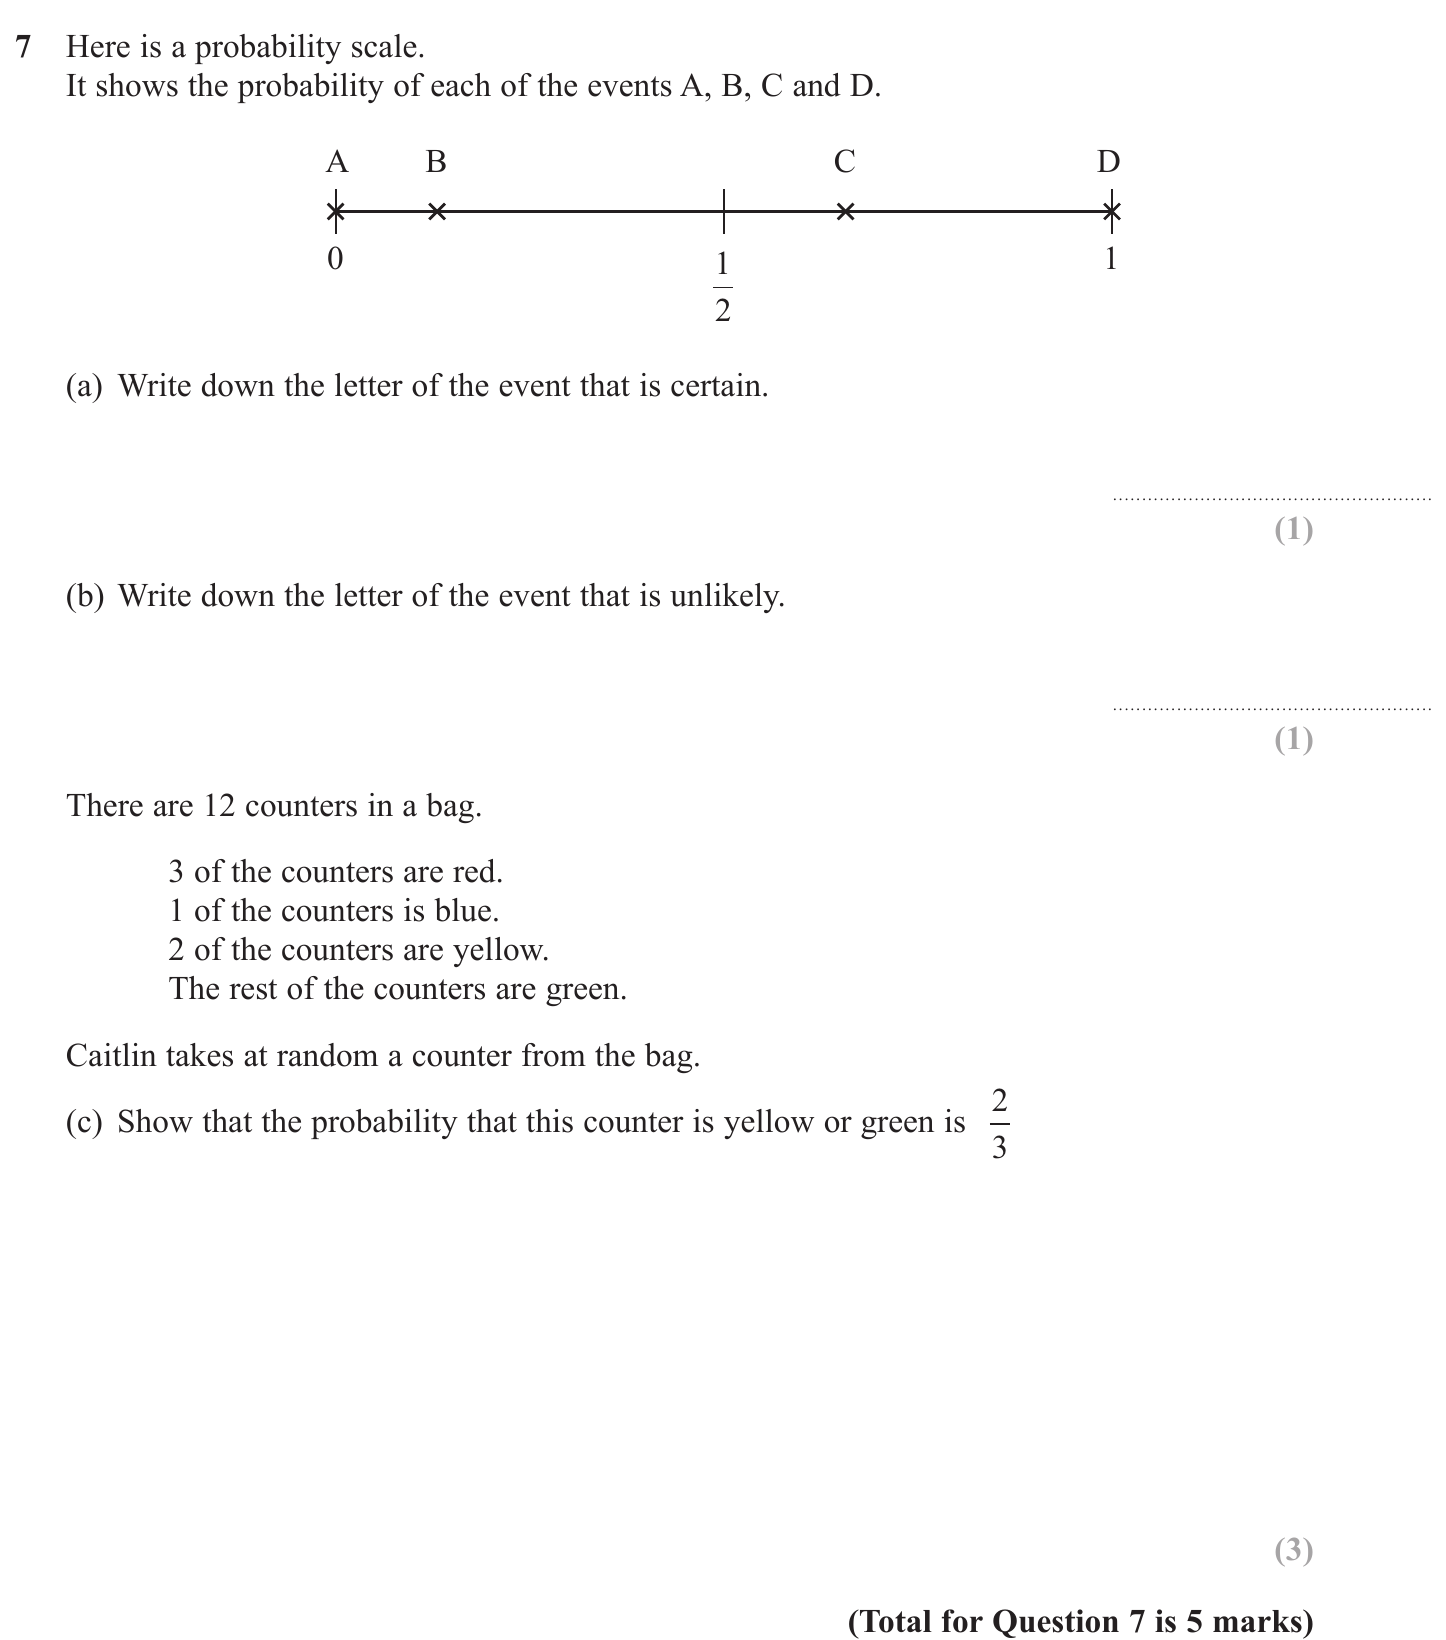 7 Here is a probability scale.
It shows the probability of each of the events A, B, C and D.
A B C D
0 1/2 1
(a) Write down the letter of the event that is certain.
(1)
(b) Write down the letter of the event that is unlikely.
(1)
There are 12 counters in a bag.
3 of the counters are red.
1 of the counters is blue.
2 of the counters are yellow.
The rest of the counters are green.
Caitlin takes at random a counter from the bag.
(c) Show that the probability that this counter is yellow or green is 2/3
(3)
(Total for Question 7 is 5 marks)